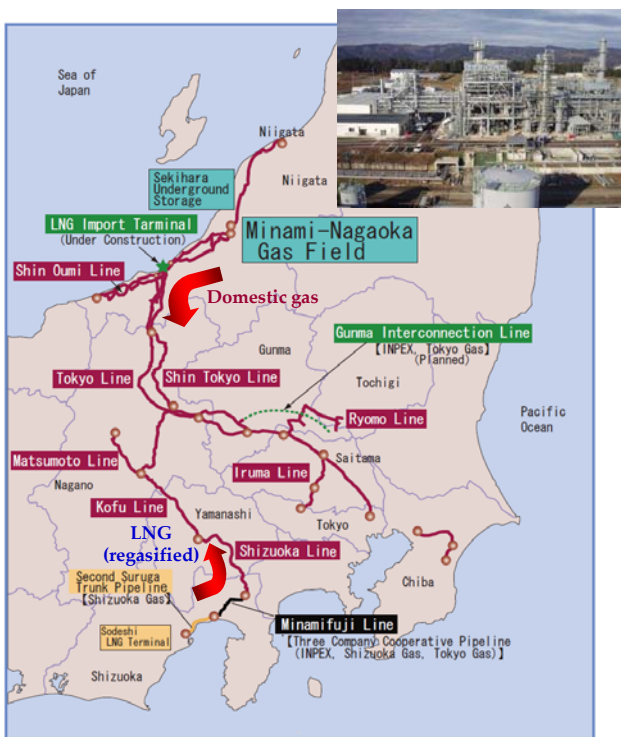 Sea of
Japan
Niigata
Sekihara
Underground
Storage
Niigata
LNG Import Tarminal
(Under Construction)
Minami-Nagaoka
Gas Field
Shin Oumi Line
Domestic gas
Gunma Interconnection Line
【INPEX, Tokyo Gas】
(Planned)
Gunma
Tochigi
Tokyo Line
Shin Tokyo Line
Ryomo Line
Pacific
Ocean
Matsumoto Line
Saitama
Iruma Line
Nagano
Kofu Line
Yamanashi
Tokyo
LNG
(regasified)
Shizuoka Line
Second Suruga
Trunk Pipeline
【Shizuoka Gas】
Chiba
Minamifuji Line
Sodeshi
LNG Terminal
【Three Company Cooperative Pipeline
(INPEX, Shizuoka Gas, Tokyo Gas)】
Shizuoka